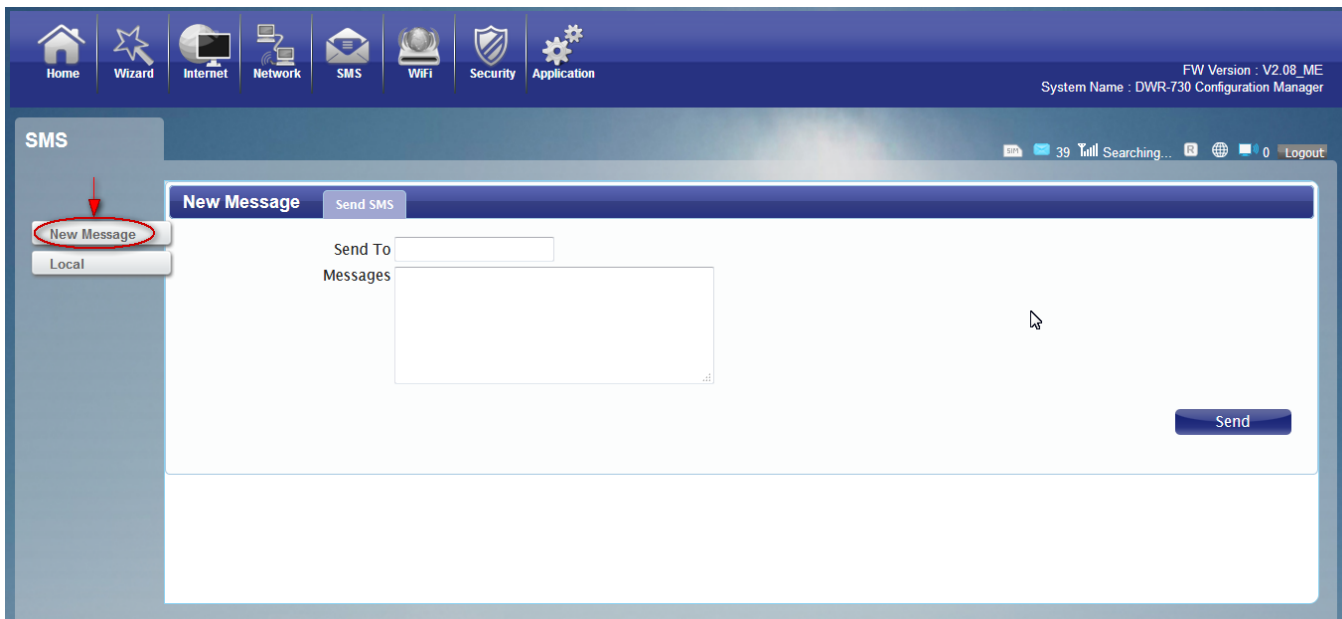 Home Wizard Internet Network SMS WiFi Security Application
FW Version : V2.08_ME
System Name : DWR-730 Configuration Manager
SMS
SIM 39 Searching... R 0 Logout
New Message Send SMS
New Message
Local
Send To
Messages
Send